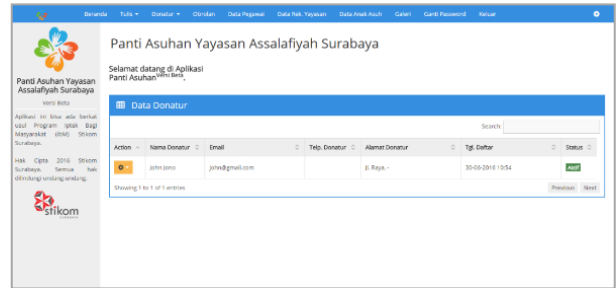 Beranda Tulis Donatur Obrolan Data Pegawai Data Rek. Yayasan Data Anak Asuh Galeri Ganti Password Keluar
Panti Asuhan Yayasan Assalafiyah Surabaya
Selamat datang di Aplikasi
Panti Asuhan Versi Beta.
Panti Asuhan Yayasan
Assalafiyah Surabaya
Versi Beta
Aplikasi ini bisa ada berkat
usul Program Iptek Bagi
Masyarakat (IbM) Stikom
Surabaya.
Hak Cipta 2016 Stikom
Surabaya. Semua hak
dilindungi undang-undang.
stikom
SURABAYA
Data Donatur
Search:
Action Nama Donatur Email Telp. Donatur Alamat Donatur Tgl. Daftar Status
John Jono john@gmail.com Jl. Raya. - 30-06-2016 10:54 Aktif
Showing 1 to 1 of 1 entries
Previous Next